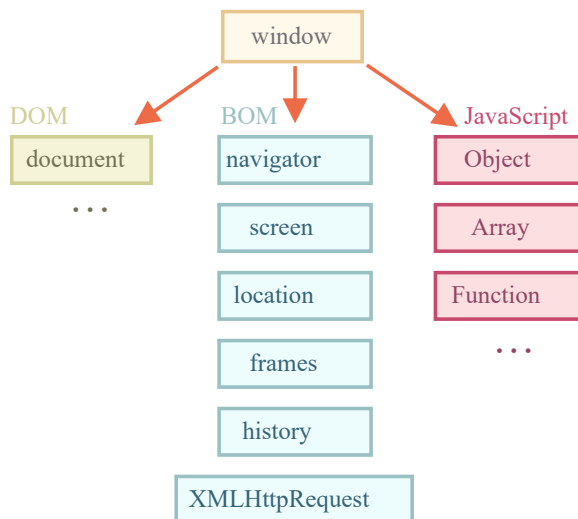 window
DOM
BOM
JavaScript
document
navigator
Object
...
screen
Array
location
Function
frames
...
history
XMLHttpRequest